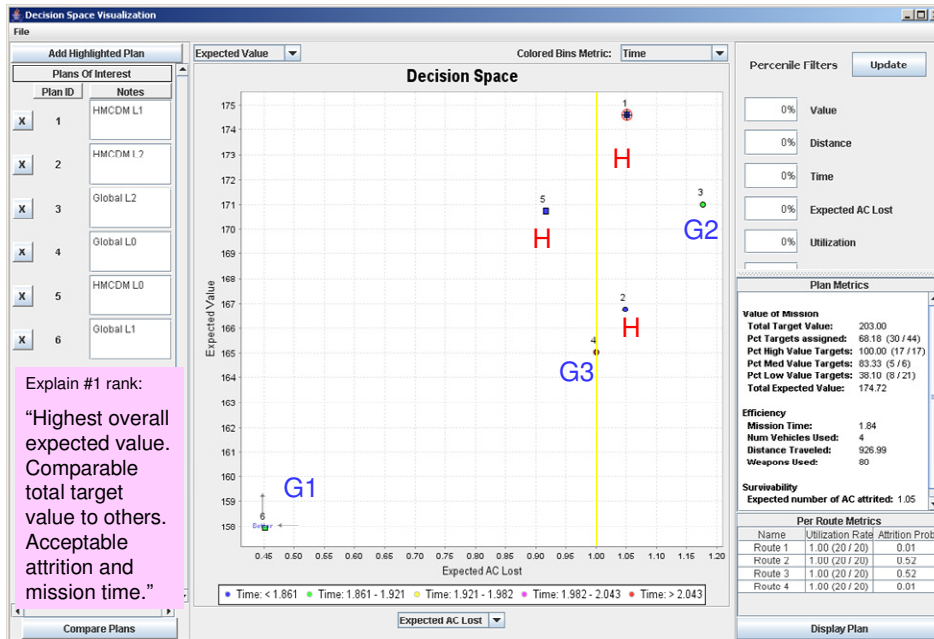 Decision Space Visualization
File
Add Highlighted Plan
Plans Of Interest
Plan ID Notes
X 1 HMCDM L1
X 2 HMCDM L2
X 3 Global L2
X 4 Global L0
X 5 HMCDM L0
X 6 Global L1
Explain #1 rank:
“Highest overall
expected value.
Comparable
total target
value to others.
Acceptable
attrition and
mission time.”
Compare Plans
Expected Value
Colored Bins Metric: Time
Decision Space
Expected Value
175
174
173
172
171
170
169
168
167
166
165
164
163
162
161
160
159
158
1
H
3
G2
5
H
2
H
4
G3
G1
6
Better
0.45 0.50 0.55 0.60 0.65 0.70 0.75 0.80 0.85 0.90 0.95 1.00 1.05 1.10 1.15 1.20
Expected AC Lost
Time: < 1.861 Time: 1.861 - 1.921 Time: 1.921 - 1.982 Time: 1.982 - 2.043 Time: > 2.043
Expected AC Lost
Percenile Filters Update
0% Value
0% Distance
0% Time
0% Expected AC Lost
0% Utilization
Plan Metrics
Value of Mission
Total Target Value: 203.00
Pct Targets assigned: 68.18 (30 / 44)
Pct High Value Targets: 100.00 (17 / 17)
Pct Med Value Targets: 83.33 (5 / 6)
Pct Low Value Targets: 38.10 (8 / 21)
Total Expected Value: 174.72
Efficiency
Mission Time: 1.84
Num Vehicles Used: 4
Distance Traveled: 926.99
Weapons Used: 80
Survivability
Expected number of AC attrited: 1.05
Per Route Metrics
Name Utilization Rate Attrition Prob
Route 1 1.00 (20 / 20) 0.01
Route 2 1.00 (20 / 20) 0.52
Route 3 1.00 (20 / 20) 0.52
Route 4 1.00 (20 / 20) 0.01
Display Plan